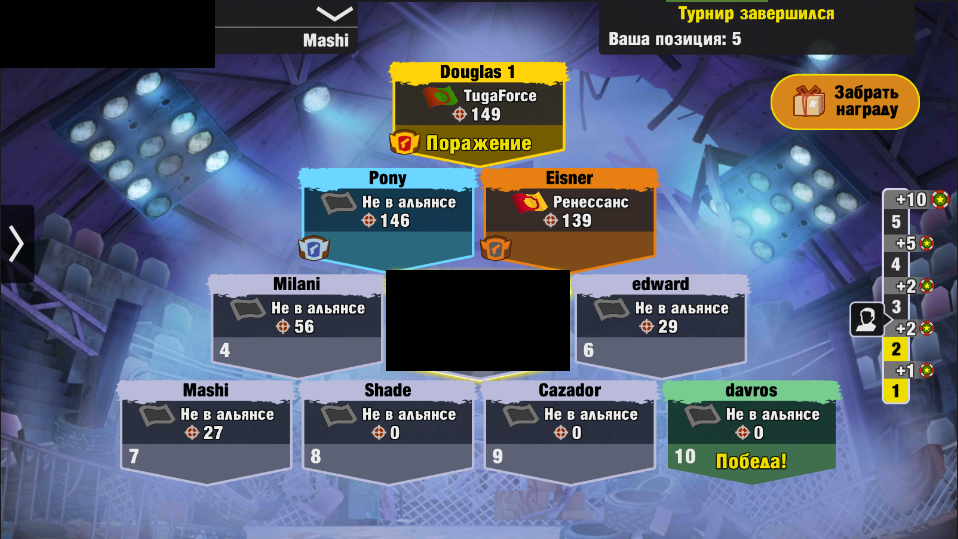 Mashi
Турнир завершился
Ваша позиция: 5
Забрать
награду
Douglas 1
TugaForce
149
Поражение
Pony
Не в альянсе
146
Eisner
Ренессанс
139
Milani
Не в альянсе
56
4
edward
Не в альянсе
29
6
Mashi
Не в альянсе
27
7
Shade
Не в альянсе
0
8
Cazador
Не в альянсе
0
9
davros
Не в альянсе
0
10
Победа!
+10
5
+5
4
+2
3
+2
2
+1
1